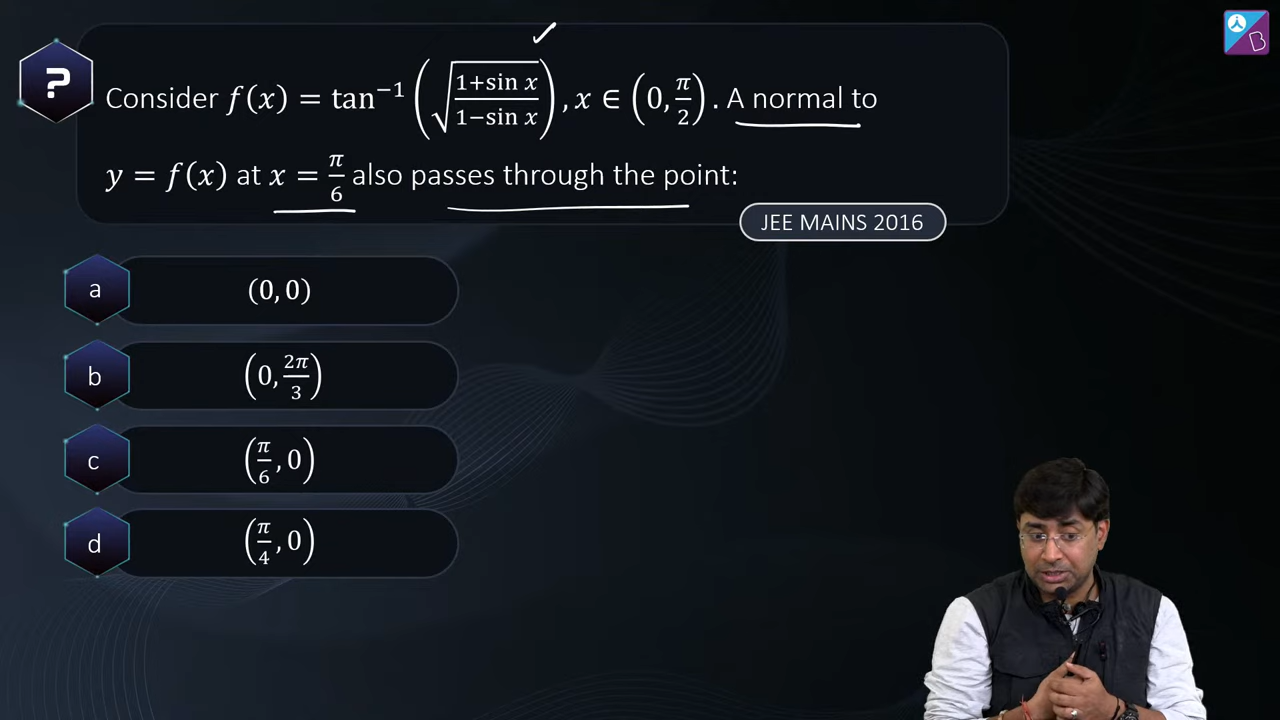 ?
Consider f(x) = tan⁻¹(√((1+sin x)/(1−sin x))), x ∈ (0, π/2). A normal to
y = f(x) at x = π/6 also passes through the point:
JEE MAINS 2016
a (0, 0)
b (0, 2π/3)
c (π/6, 0)
d (π/4, 0)
B